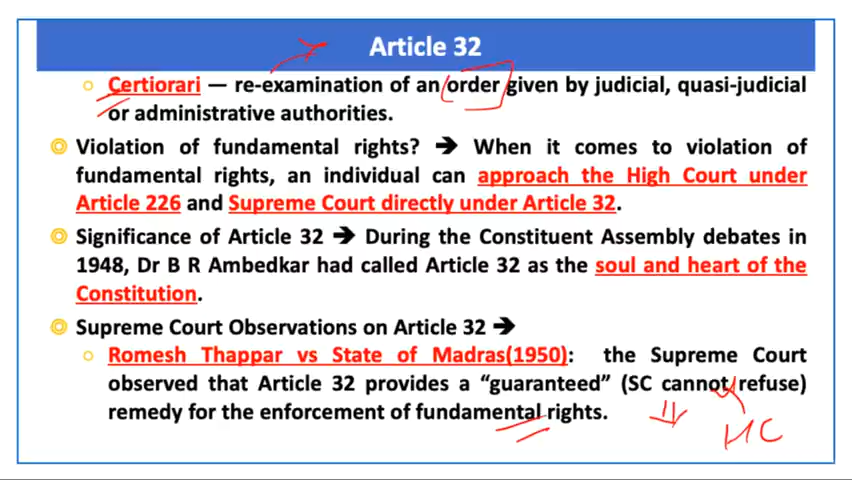 Article 32
○ Certiorari — re-examination of an order given by judicial, quasi-judicial
or administrative authorities.
Violation of fundamental rights? ➔ When it comes to violation of
fundamental rights, an individual can approach the High Court under
Article 226 and Supreme Court directly under Article 32.
Significance of Article 32 ➔ During the Constituent Assembly debates in
1948, Dr B R Ambedkar had called Article 32 as the soul and heart of the
Constitution.
Supreme Court Observations on Article 32 ➔
○ Romesh Thappar vs State of Madras(1950): the Supreme Court
observed that Article 32 provides a “guaranteed” (SC cannot refuse)
remedy for the enforcement of fundamental rights.
HC